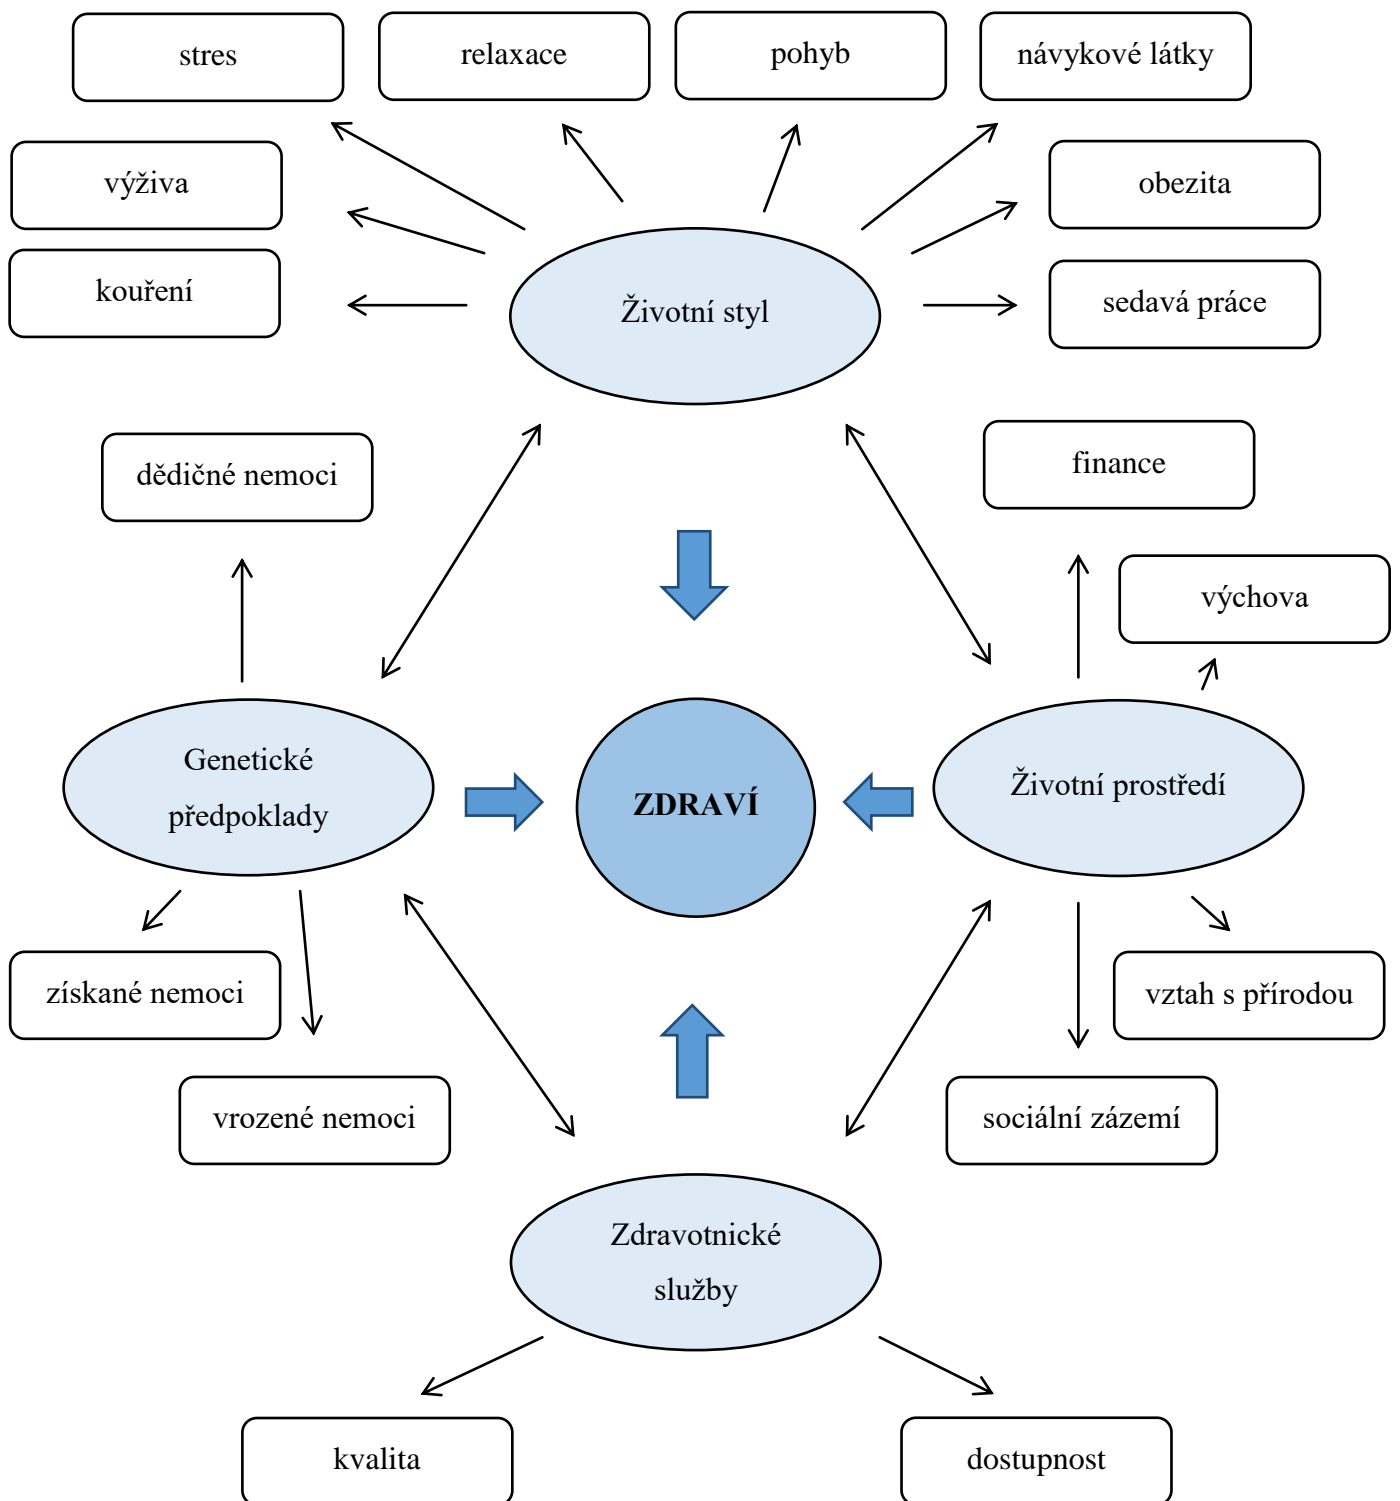 stres
relaxace
pohyb
návykové látky
výživa
obezita
kouření
sedavá práce
Životní styl
dědičné nemoci
finance
výchova
Genetické
předpoklady
ZDRAVÍ
Životní prostředí
získané nemoci
vztah s přírodou
vrozené nemoci
sociální zázemí
Zdravotnické
služby
kvalita
dostupnost